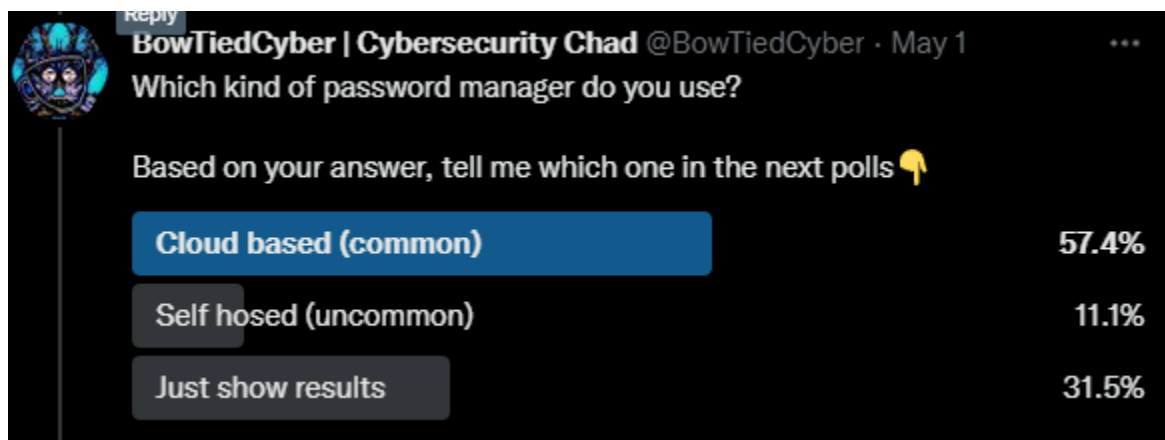 Reply
BowTiedCyber | Cybersecurity Chad @BowTiedCyber · May 1
Which kind of password manager do you use?
Based on your answer, tell me which one in the next polls👇
Cloud based (common) 57.4%
Self hosed (uncommon) 11.1%
Just show results 31.5%